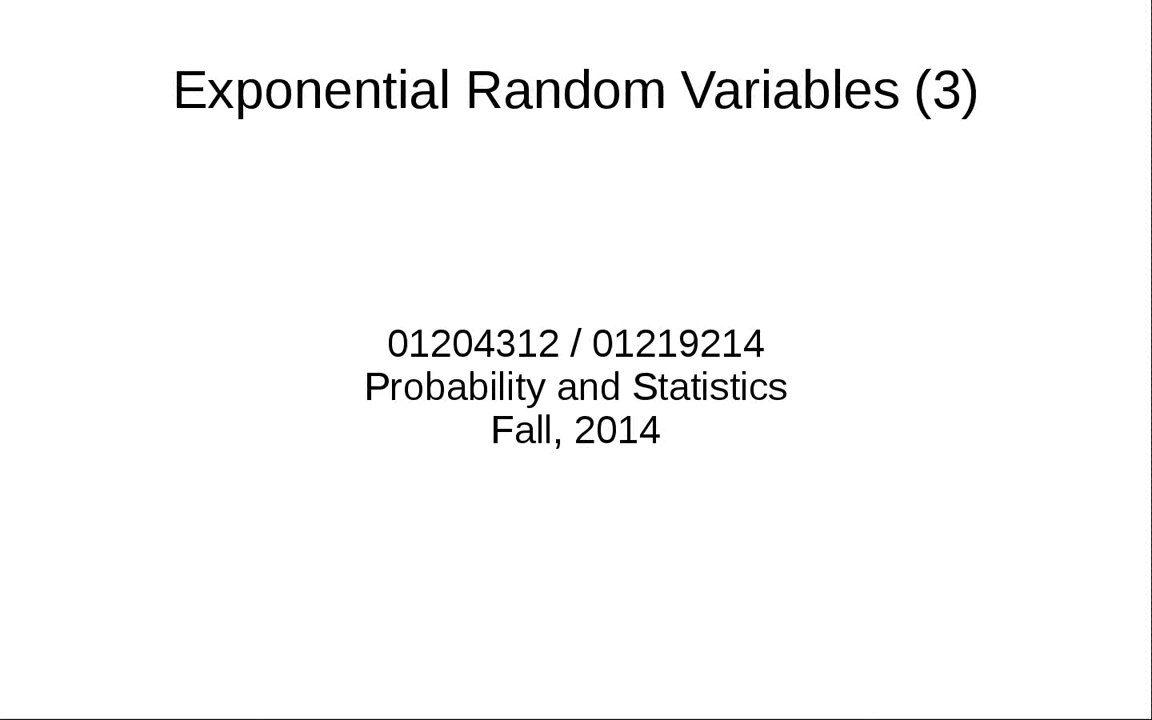 Exponential Random Variables (3)
01204312 / 01219214
Probability and Statistics
Fall, 2014